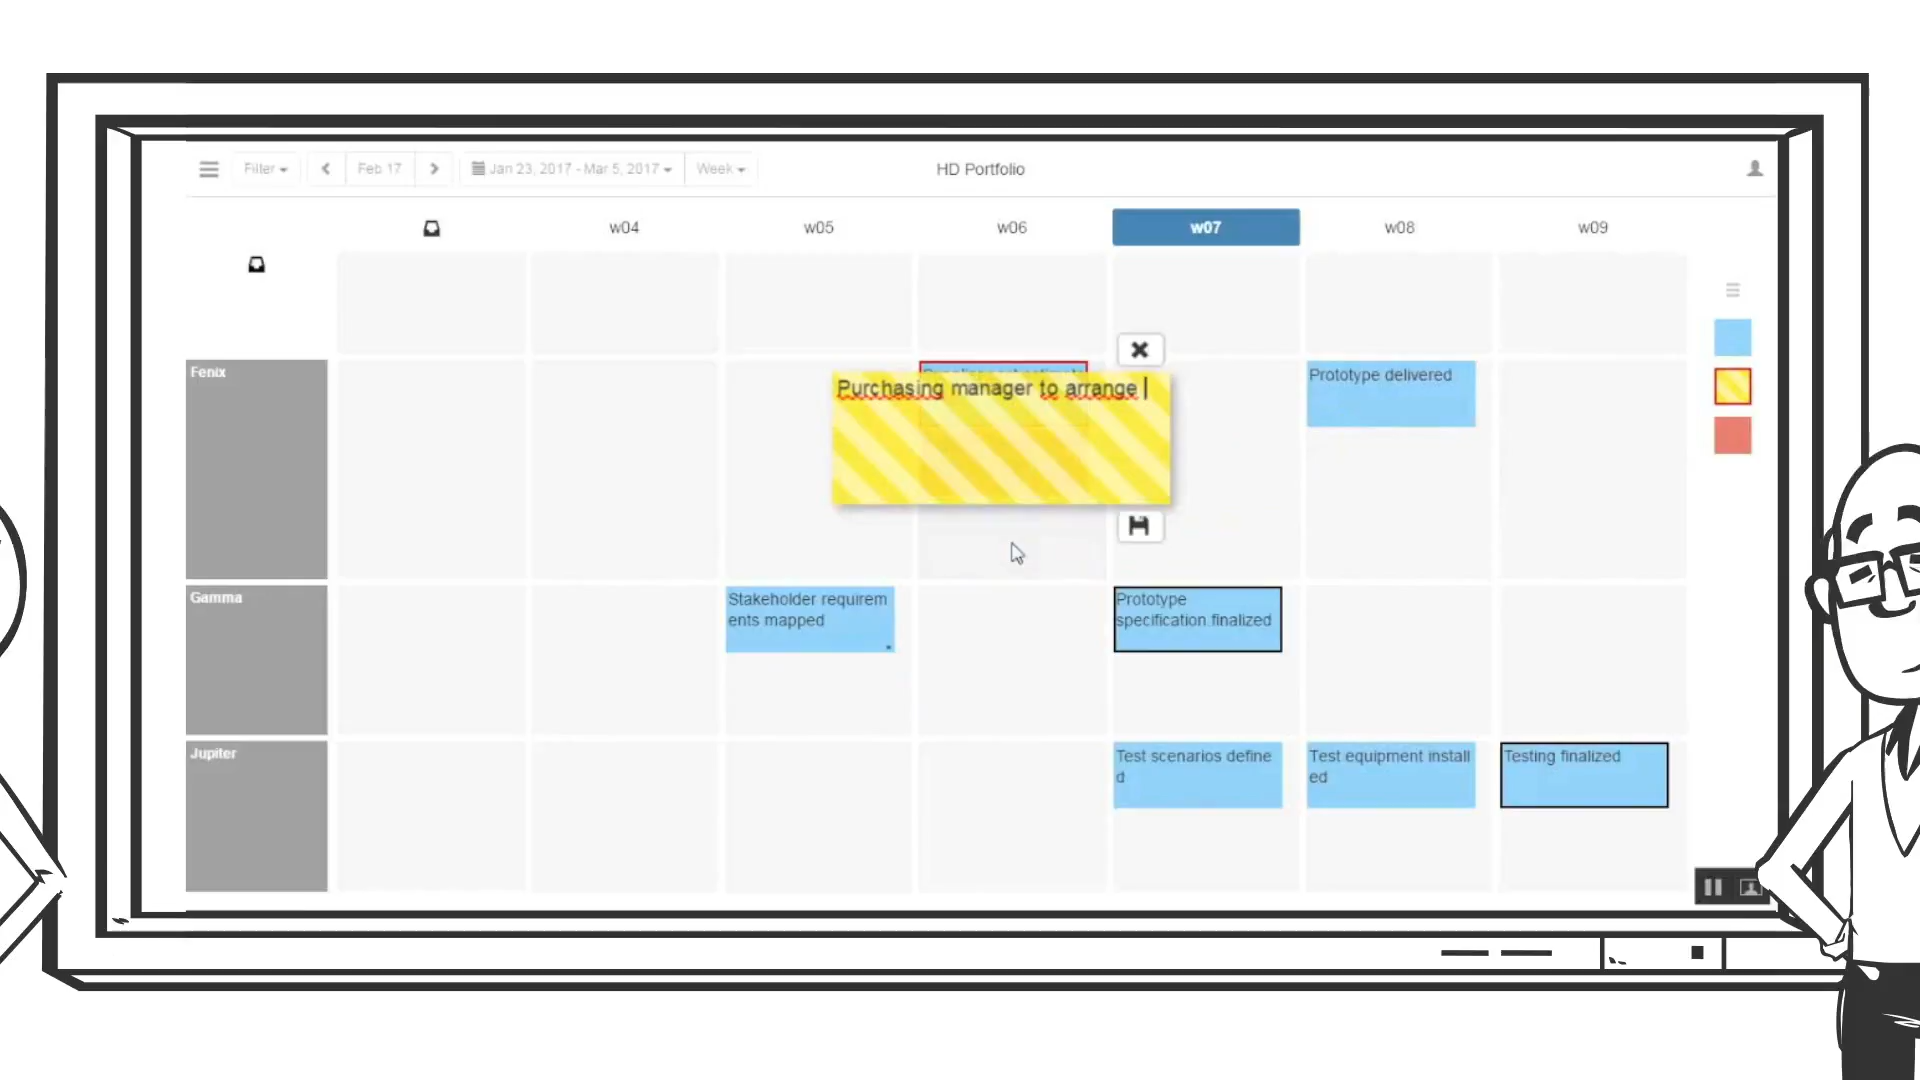 Filter
Feb 17
Jan 23, 2017 - Mar 5, 2017
Week
HD Portfolio
w04
w05
w06
w07
w08
w09
Fenix
Purchasing manager to arrange
Prototype delivered
Gamma
Stakeholder requirem
ents mapped
Prototype
specification finalized
Jupiter
Test scenarios define
d
Test equipment install
ed
Testing finalized